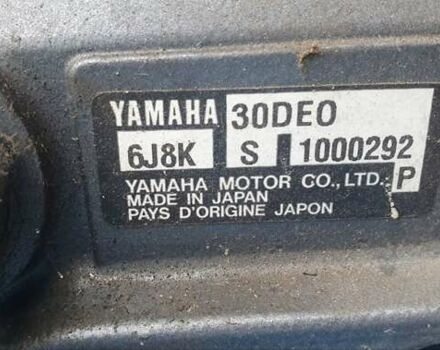 YAMAHA 30DEO
6J8K S 1000292
YAMAHA MOTOR CO., LTD. P
MADE IN JAPAN
PAYS D'ORIGINE JAPON